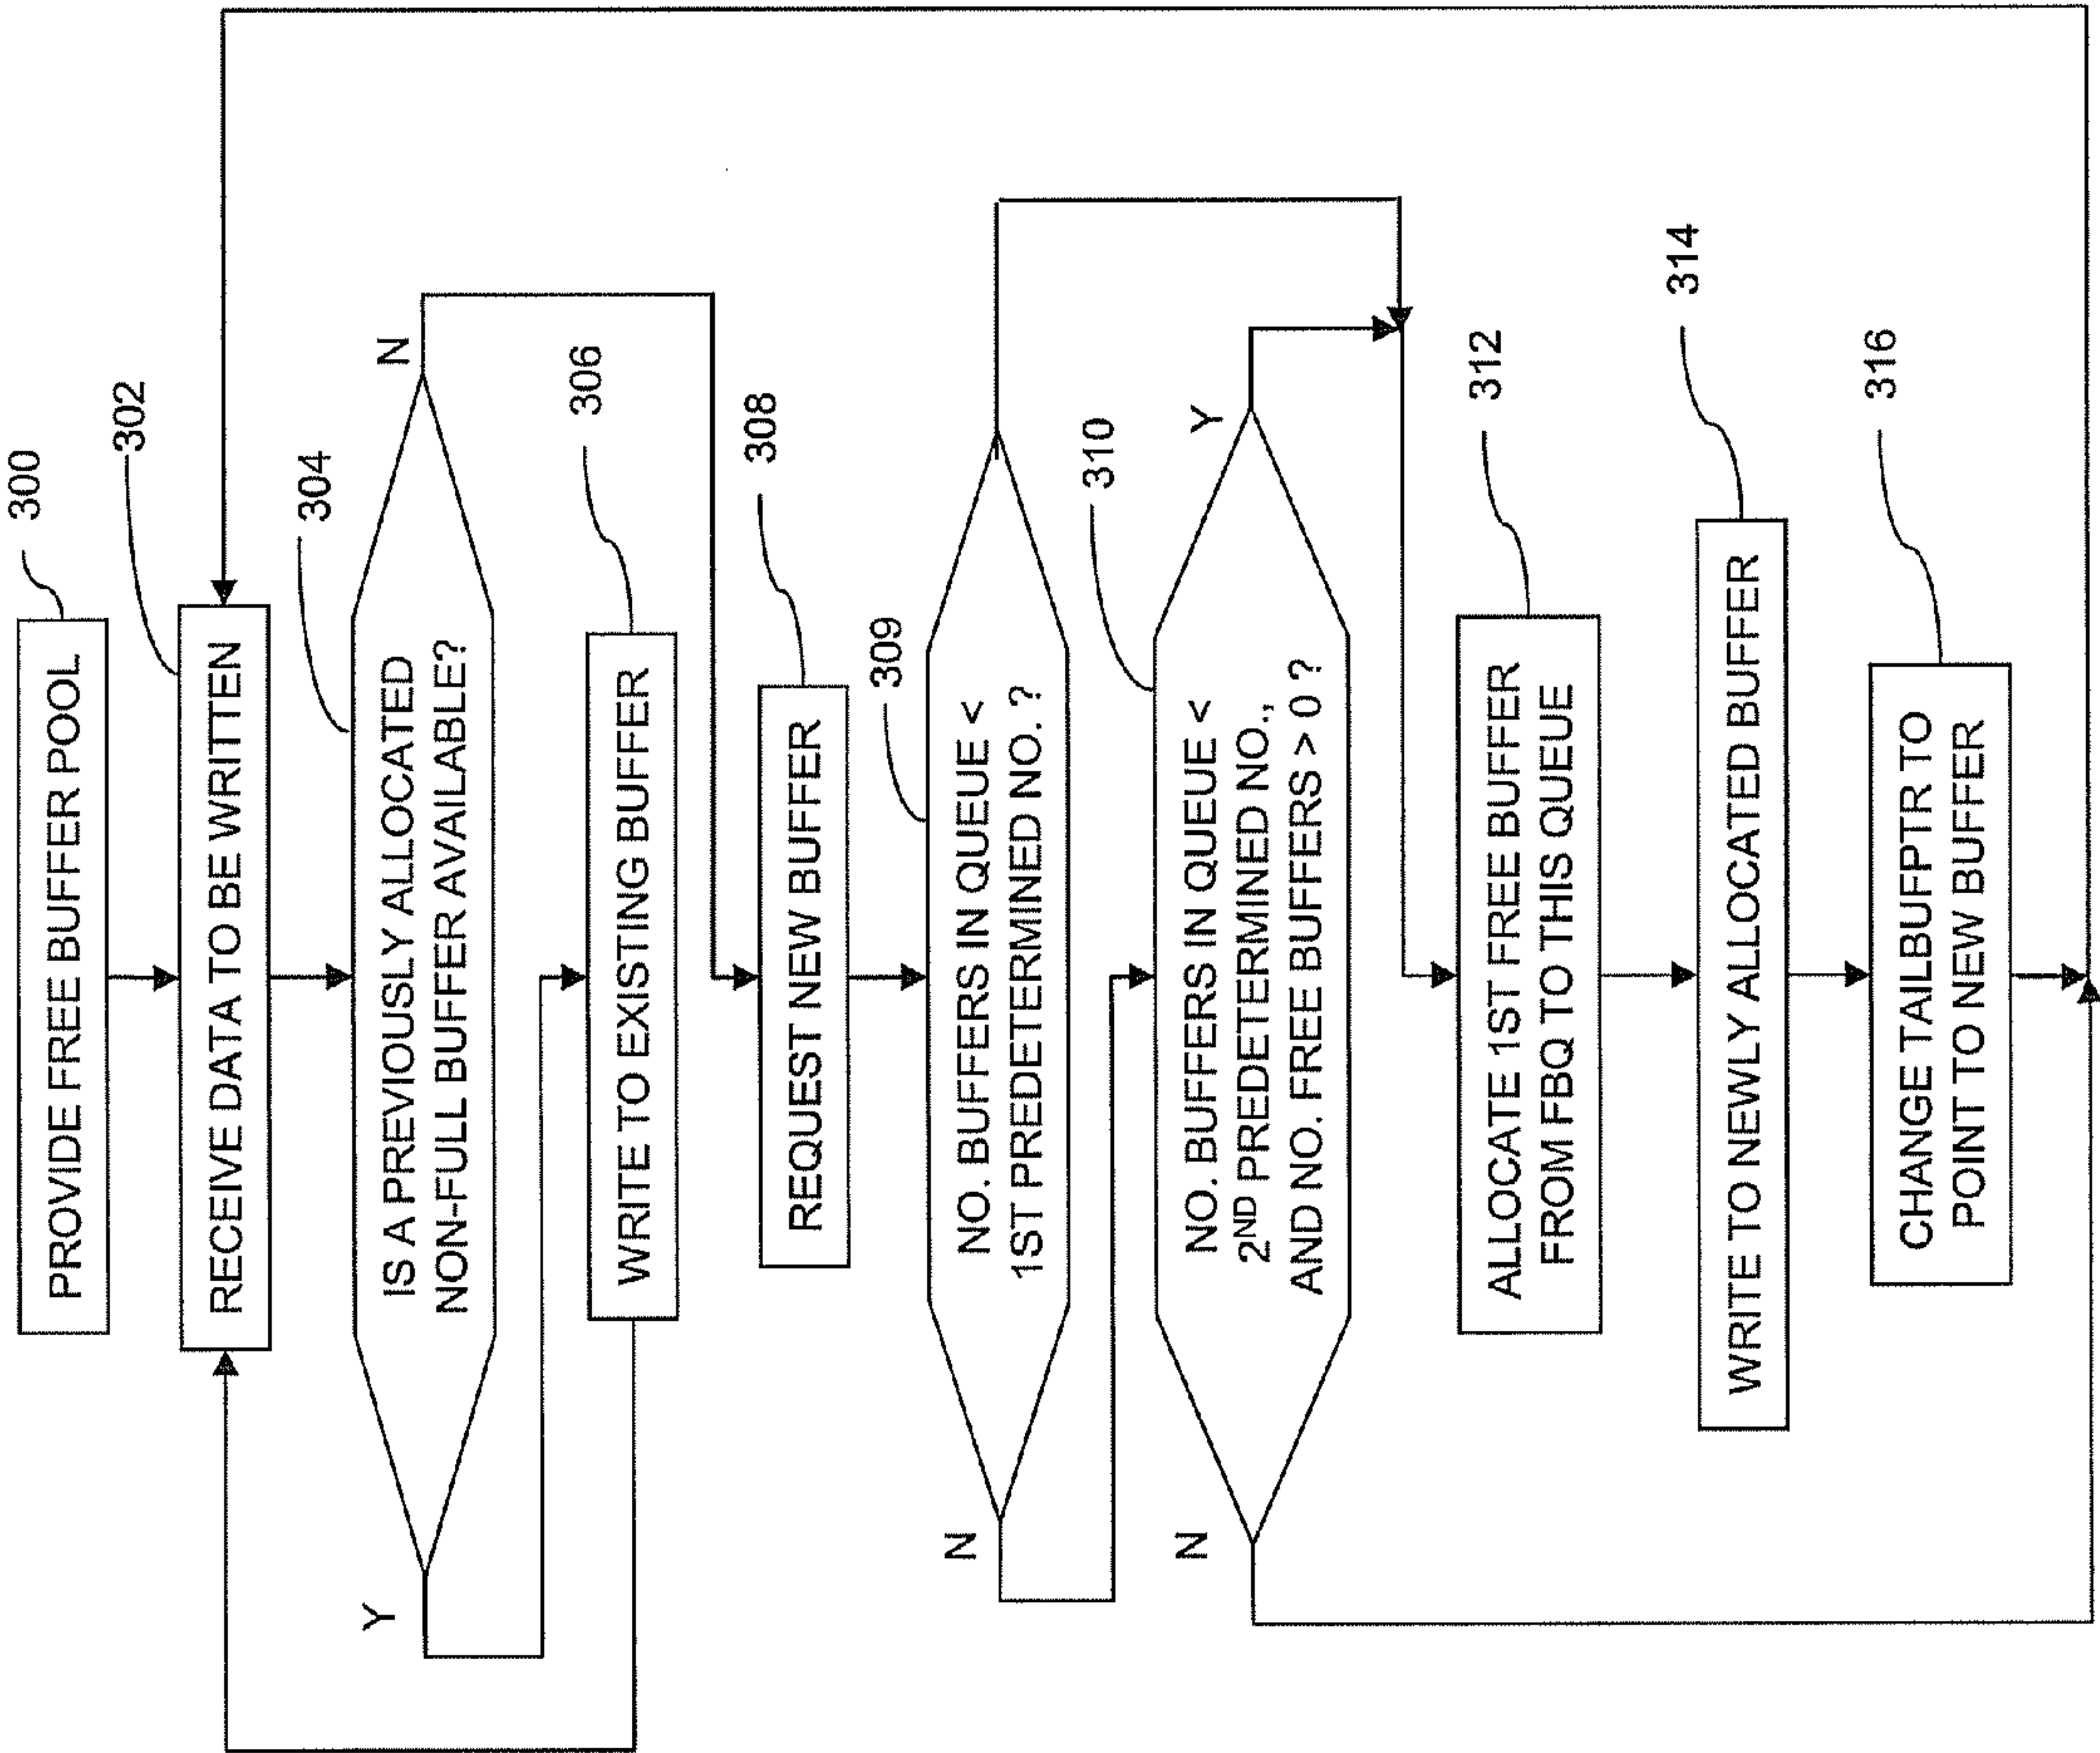 PROVIDE FREE BUFFER POOL
300
RECEIVE DATA TO BE WRITTEN
302
IS A PREVIOUSLY ALLOCATED
NON-FULL BUFFER AVAILABLE?
304
Y
N
WRITE TO EXISTING BUFFER
306
REQUEST NEW BUFFER
308
NO. BUFFERS IN QUEUE <
1ST PREDETERMINED NO. ?
309
N
NO. BUFFERS IN QUEUE <
2ND PREDETERMINED NO.,
AND NO. FREE BUFFERS > 0 ?
310
N
Y
ALLOCATE 1ST FREE BUFFER
FROM FBQ TO THIS QUEUE
312
WRITE TO NEWLY ALLOCATED BUFFER
314
CHANGE TAILBUFPTR TO
POINT TO NEW BUFFER
316